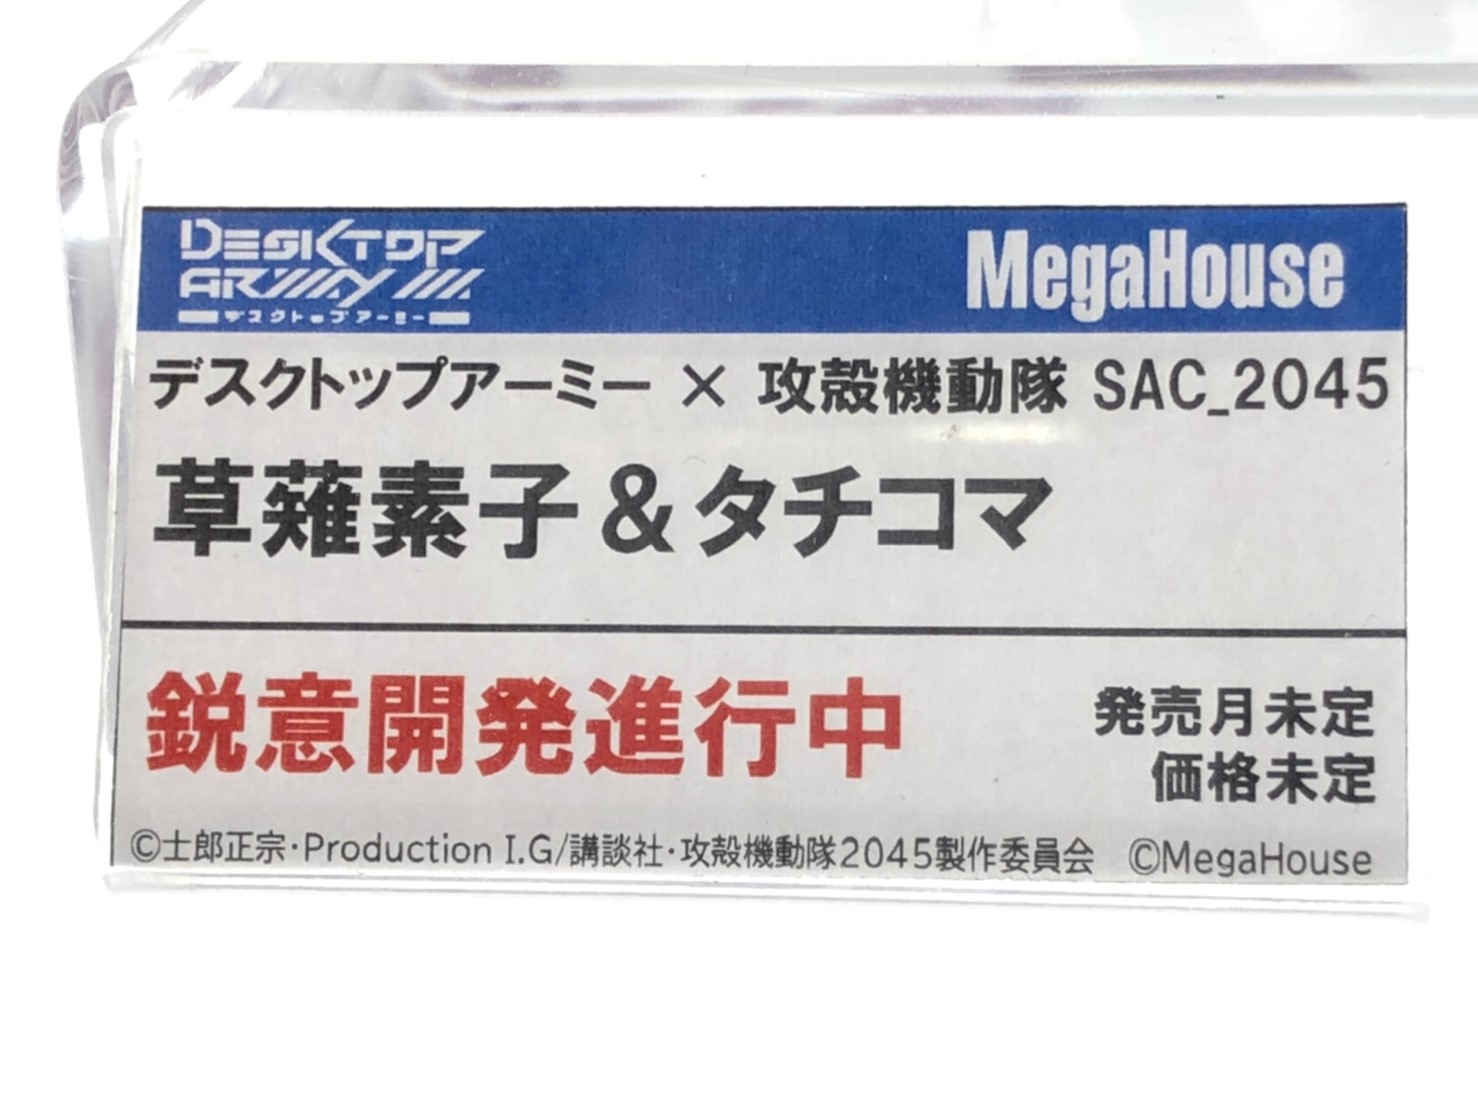 DESKTOP
ARMY
デスクトップアーミー
MegaHouse
デスクトップアーミー × 攻殻機動隊 SAC_2045
草薙素子＆タチコマ
鋭意開発進行中
発売月未定
価格未定
©士郎正宗・Production I.G/講談社・攻殻機動隊2045製作委員会 ©MegaHouse